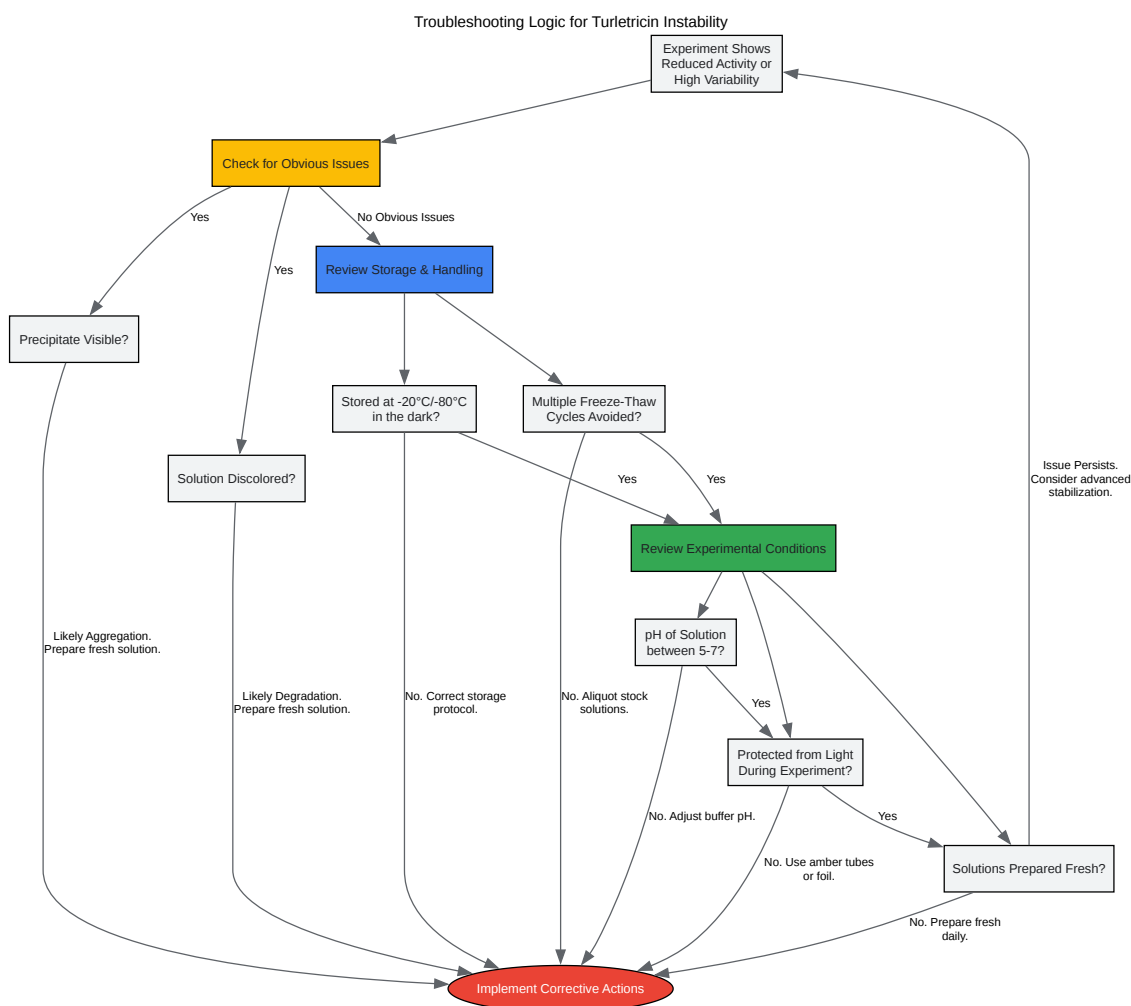 Troubleshooting Logic for Turletricin Instability
Experiment Shows
Reduced Activity or
High Variability
Check for Obvious Issues
Yes
No Obvious Issues
Yes
Review Storage & Handling
Precipitate Visible?
Stored at -20°C/-80°C
in the dark?
Multiple Freeze-Thaw
Cycles Avoided?
Solution Discolored?
Yes
Yes
Issue Persists.
Consider advanced
stabilization.
Review Experimental Conditions
pH of Solution
between 5-7?
Likely Aggregation.
Prepare fresh solution.
Likely Degradation.
Prepare fresh solution.
No. Correct storage
protocol.
No. Aliquot stock
solutions.
Yes
Protected from Light
During Experiment?
No. Adjust buffer pH.
Yes
No. Use amber tubes
or foil.
Solutions Prepared Fresh?
No. Prepare fresh
daily.
Implement Corrective Actions